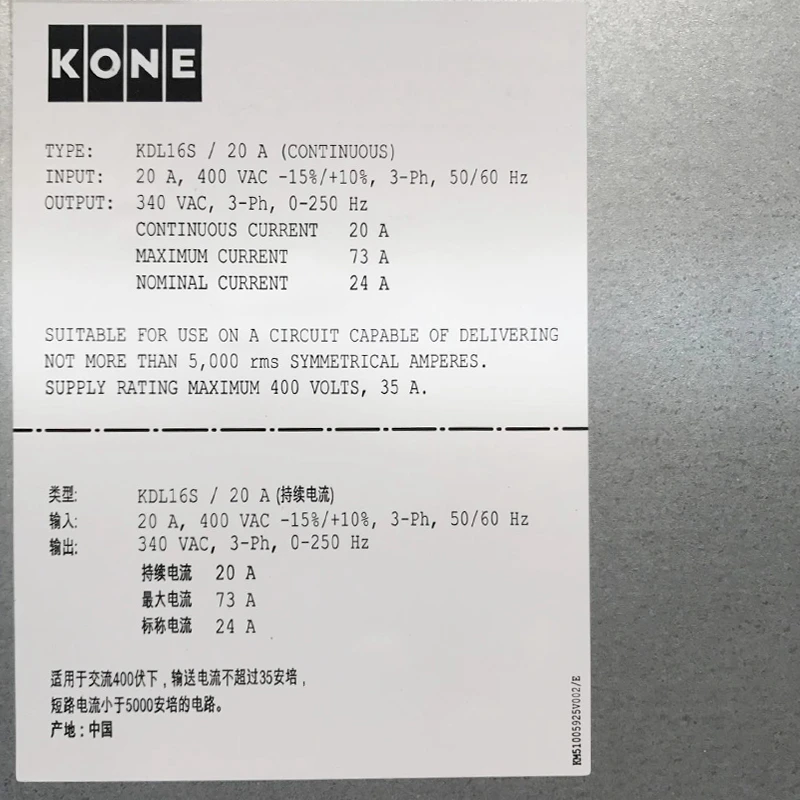 KONE
TYPE: KDL16S / 20 A (CONTINUOUS)
INPUT: 20 A, 400 VAC -15%/+10%, 3-Ph, 50/60 Hz
OUTPUT: 340 VAC, 3-Ph, 0-250 Hz
CONTINUOUS CURRENT 20 A
MAXIMUM CURRENT 73 A
NOMINAL CURRENT 24 A
SUITABLE FOR USE ON A CIRCUIT CAPABLE OF DELIVERING
NOT MORE THAN 5,000 rms SYMMETRICAL AMPERES.
SUPPLY RATING MAXIMUM 400 VOLTS, 35 A.
类型: KDL16S / 20 A (持续电流)
输入: 20 A, 400 VAC -15%/+10%, 3-Ph, 50/60 Hz
输出: 340 VAC, 3-Ph, 0-250 Hz
持续电流 20 A
最大电流 73 A
标称电流 24 A
适用于交流400伏下，输送电流不超过35安培，
短路电流小于5000安培的电路。
产地：中国
KM51005925V002/E